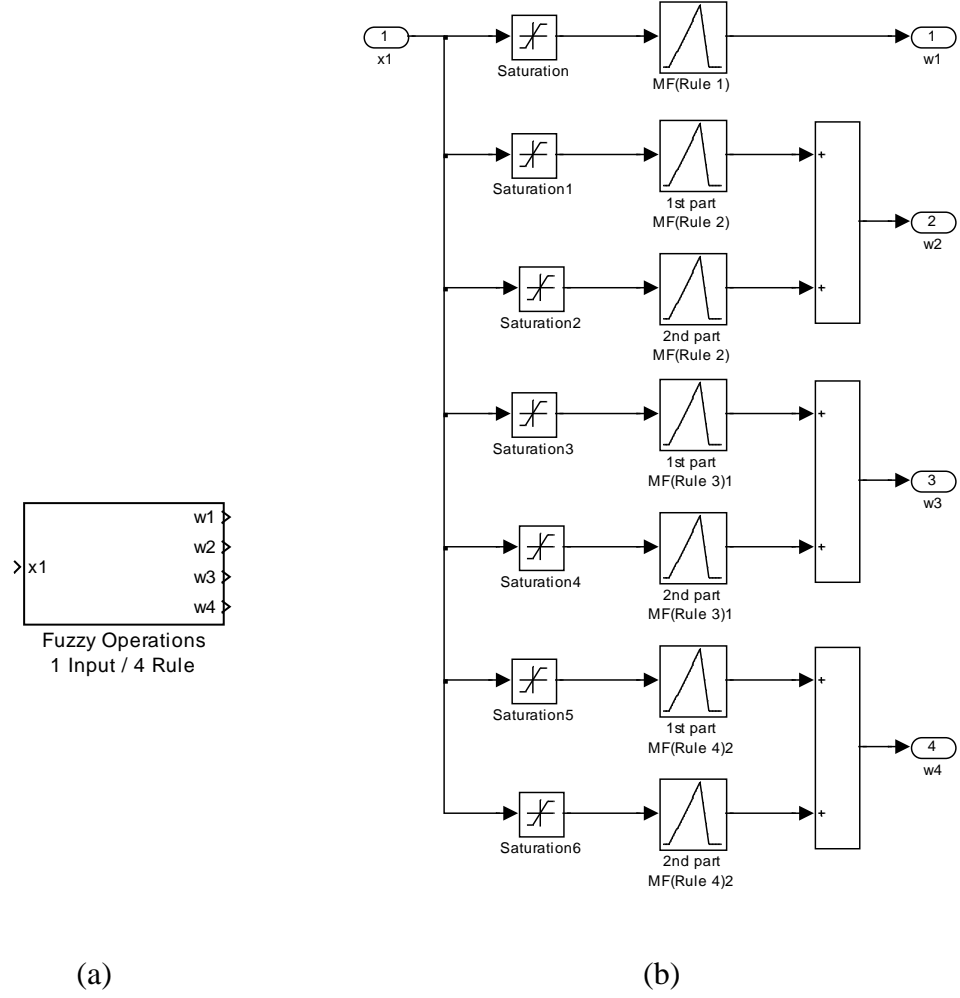 1
x1
Saturation
MF(Rule 1)
1
w1
+
Saturation1
1st part
MF(Rule 2)
2
w2
+
Saturation2
2nd part
MF(Rule 2)
+
Saturation3
1st part
MF(Rule 3)1
3
w3
+
Saturation4
2nd part
MF(Rule 3)1
x1
w1
w2
w3
w4
Fuzzy Operations
1 Input / 4 Rule
+
Saturation5
1st part
MF(Rule 4)2
4
w4
+
Saturation6
2nd part
MF(Rule 4)2
(a)
(b)